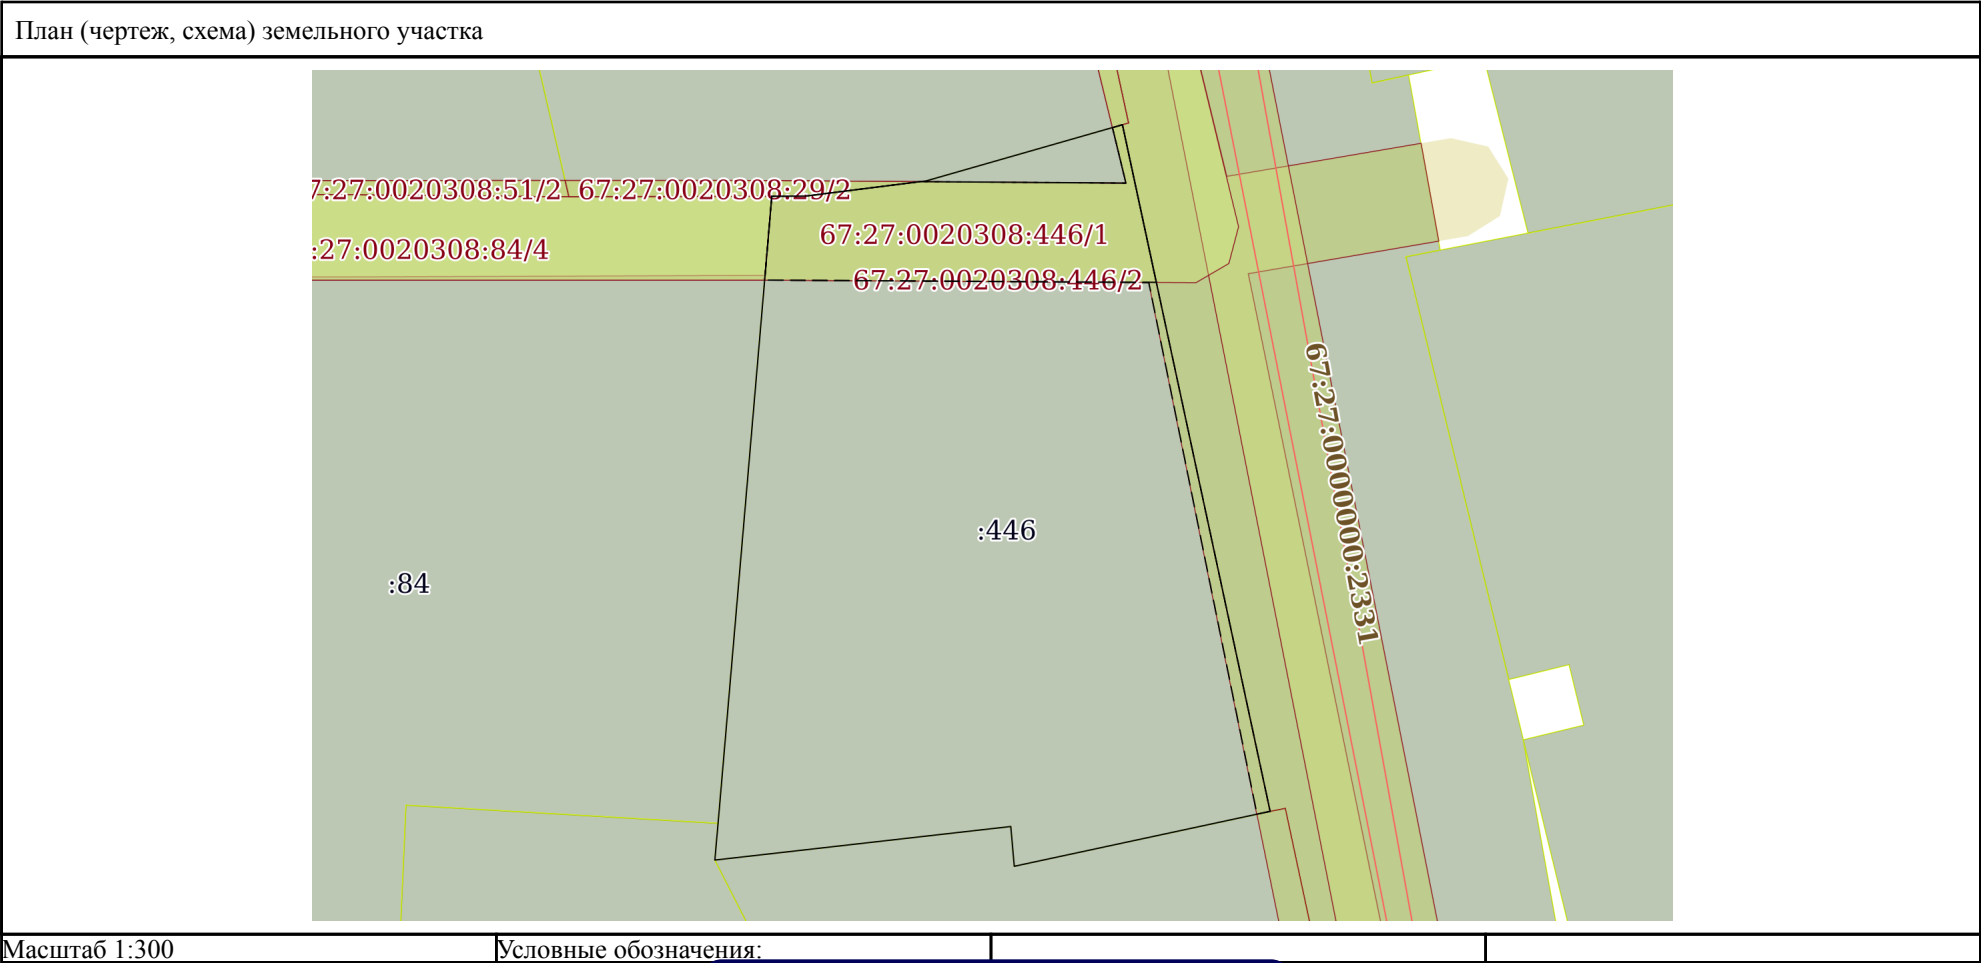 План (чертеж, схема) земельного участка
7:27:0020308:51/2
67:27:0020308:29/2
67:27:0020308:446/1
:27:0020308:84/4
67:27:0020308:446/2
67:27:0000000:2331
:446
:84
Масштаб 1:300
Условные обозначения: